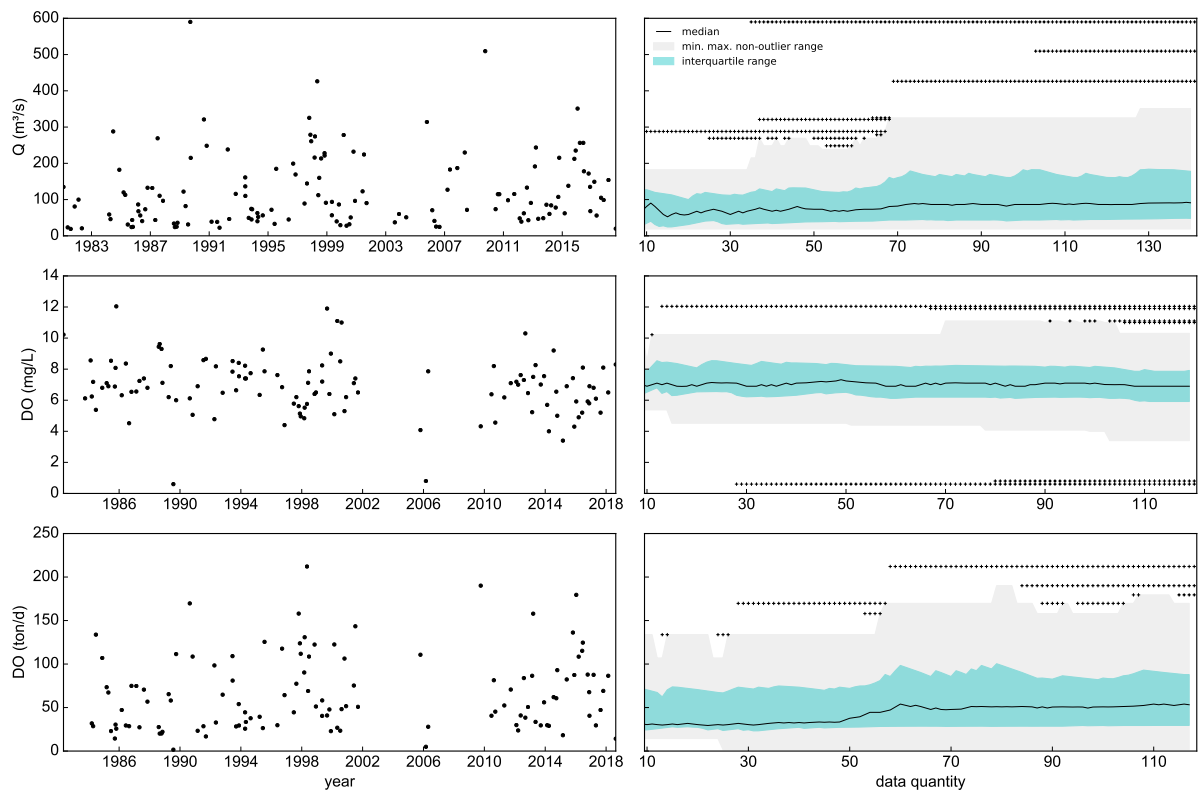 600
500
400
300
200
100
0
Q (m³/s)
1983 1987 1991 1995 1999 2003 2007 2011 2015
median
min. max. non-outlier range
interquartile range
10 30 50 70 90 110 130
14
12
10
8
6
4
2
0
DO (mg/L)
1986 1990 1994 1998 2002 2006 2010 2014 2018
10 30 50 70 90 110
250
200
150
100
50
0
DO (ton/d)
1986 1990 1994 1998 2002 2006 2010 2014 2018
year
10 30 50 70 90 110
data quantity